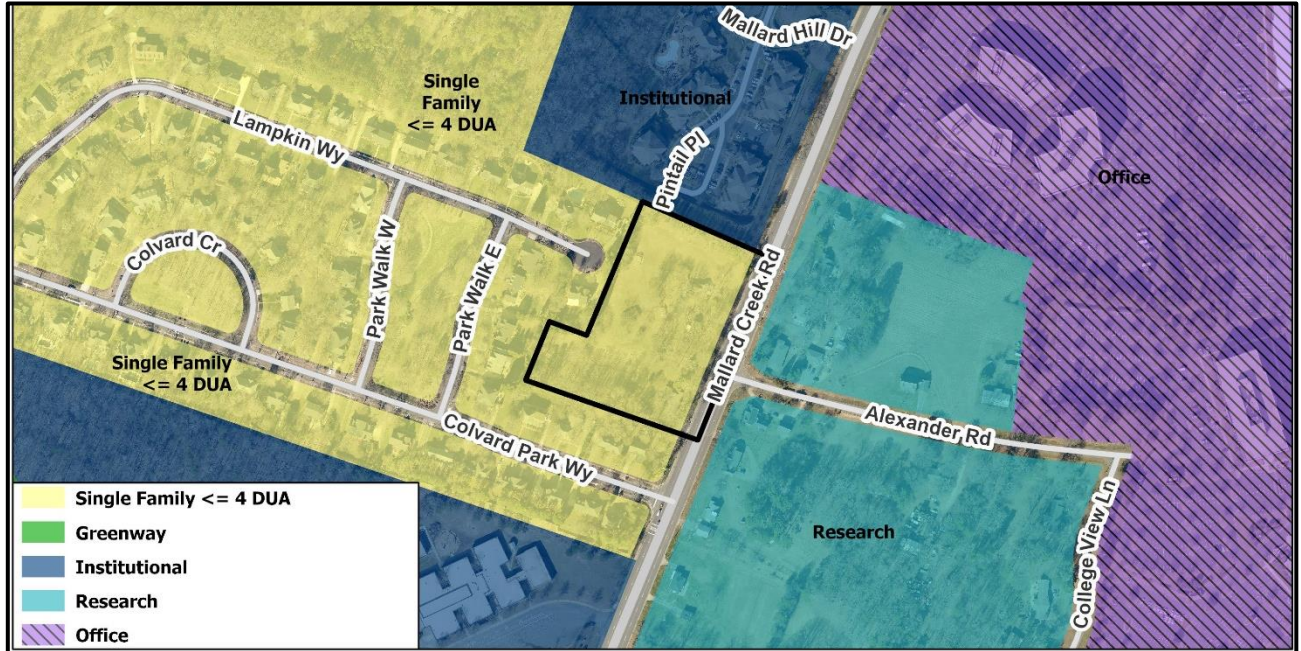 Mallard Hill Dr
Single
Family
<= 4 DUA
Institutional
Lampkin Wy
Pintail Pl
Office
Colvard Cr
Park Walk W
Park Walk E
Mallard Creek Rd
Single Family
<= 4 DUA
Colvard Park Wy
Alexander Rd
Research
College View Ln
Single Family <= 4 DUA
Greenway
Institutional
Research
Office